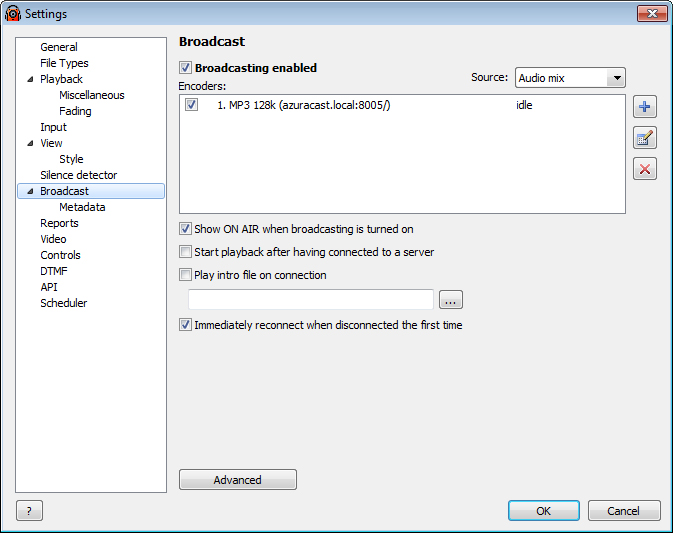 Settings
General
File Types
Playback
Miscellaneous
Fading
Input
View
Style
Silence detector
Broadcast
Metadata
Reports
Video
Controls
DTMF
API
Scheduler
Broadcast
Broadcasting enabled
Source: Audio mix
Encoders:
1. MP3 128k (azuracast.local:8005/) idle
Show ON AIR when broadcasting is turned on
Start playback after having connected to a server
Play intro file on connection
...
Immediately reconnect when disconnected the first time
Advanced
? OK Cancel